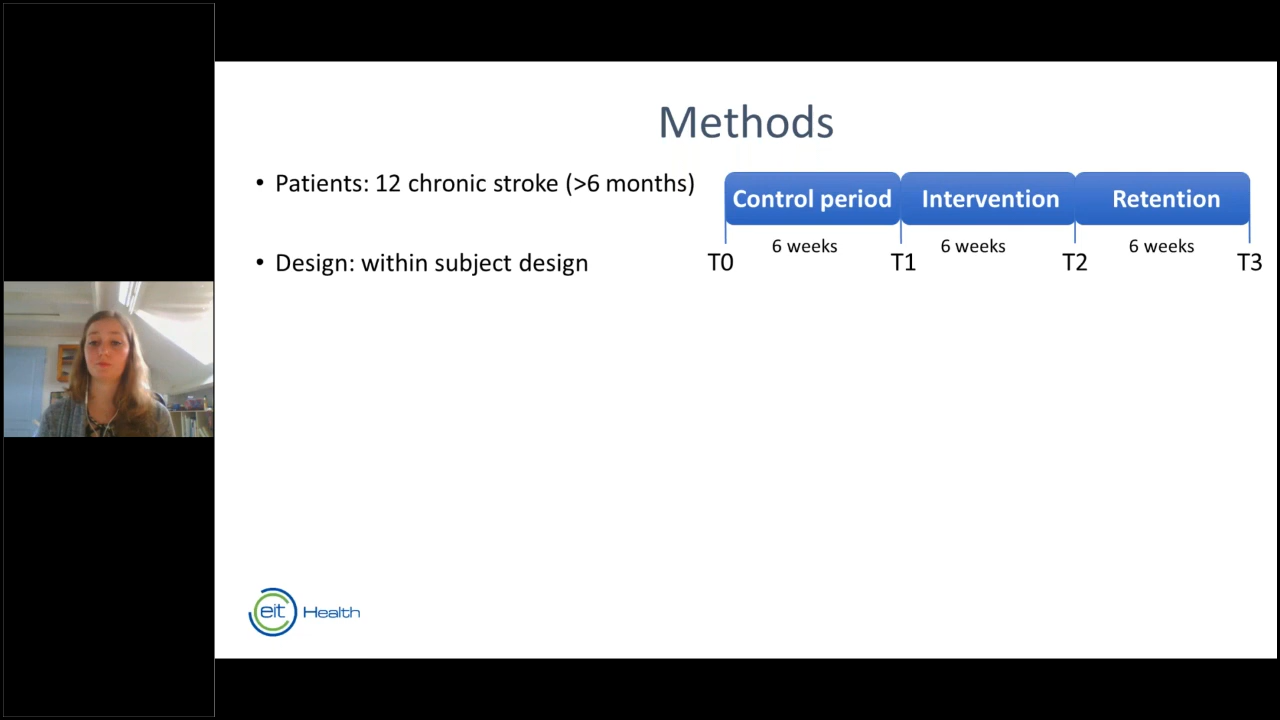 Methods
• Patients: 12 chronic stroke (>6 months)
• Design: within subject design
Control period Intervention Retention
6 weeks 6 weeks 6 weeks
T0 T1 T2 T3
eit Health